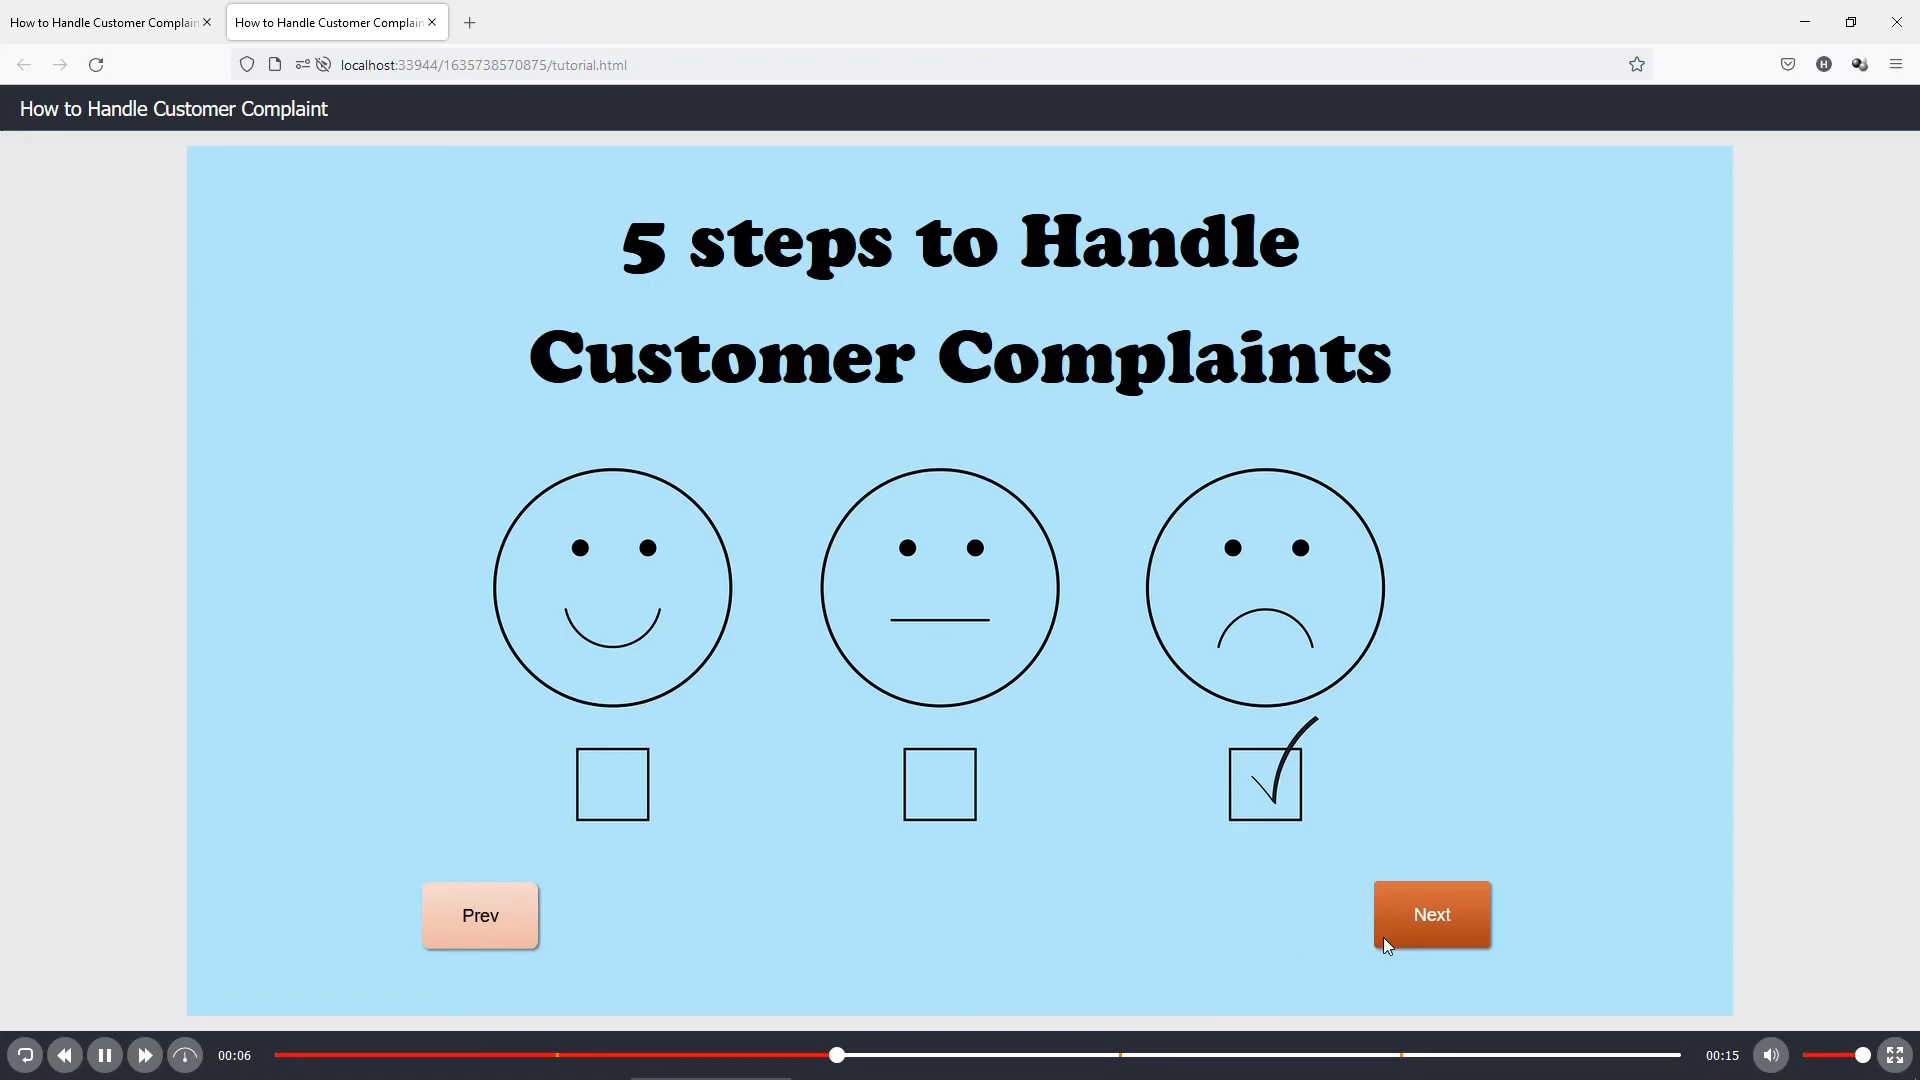 How to Handle Customer Complain
How to Handle Customer Complain
localhost:33944/1635738570875/tutorial.html
H
How to Handle Customer Complaint
5 steps to Handle
Customer Complaints
Prev
Next
00:06
00:15